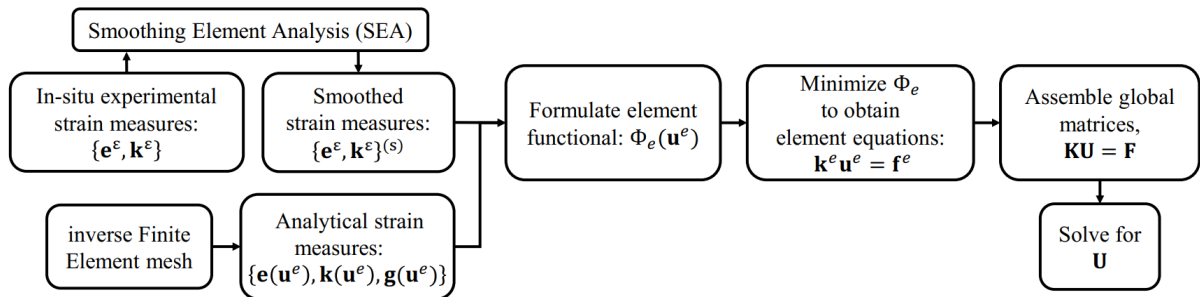 Smoothing Element Analysis (SEA)
In-situ experimental
strain measures:
{𝐞^ε, 𝐤^ε}
Smoothed
strain measures:
{𝐞^ε, 𝐤^ε}^(s)
inverse Finite
Element mesh
Analytical strain
measures:
{𝐞(𝐮^e), 𝐤(𝐮^e), 𝐠(𝐮^e)}
Formulate element
functional: Φ_e(𝐮^e)
Minimize Φ_e
to obtain
element equations:
𝐤^e𝐮^e = 𝐟^e
Assemble global
matrices,
𝐊𝐔 = 𝐅
Solve for
𝐔